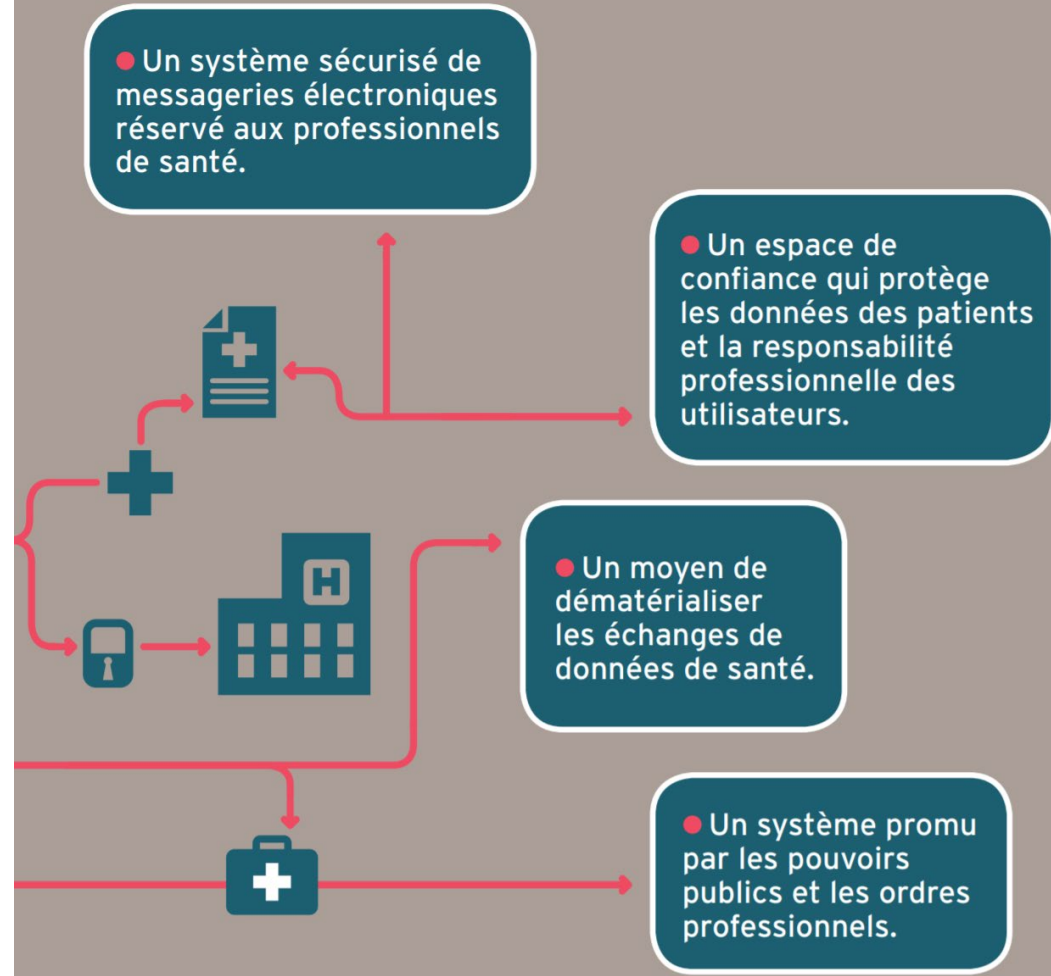 ● Un système sécurisé de
messageries électroniques
réservé aux professionnels
de santé.
● Un espace de
confiance qui protège
les données des patients
et la responsabilité
professionnelle des
utilisateurs.
H
● Un moyen de
dématérialiser
les échanges de
données de santé.
● Un système promu
par les pouvoirs
publics et les ordres
professionnels.